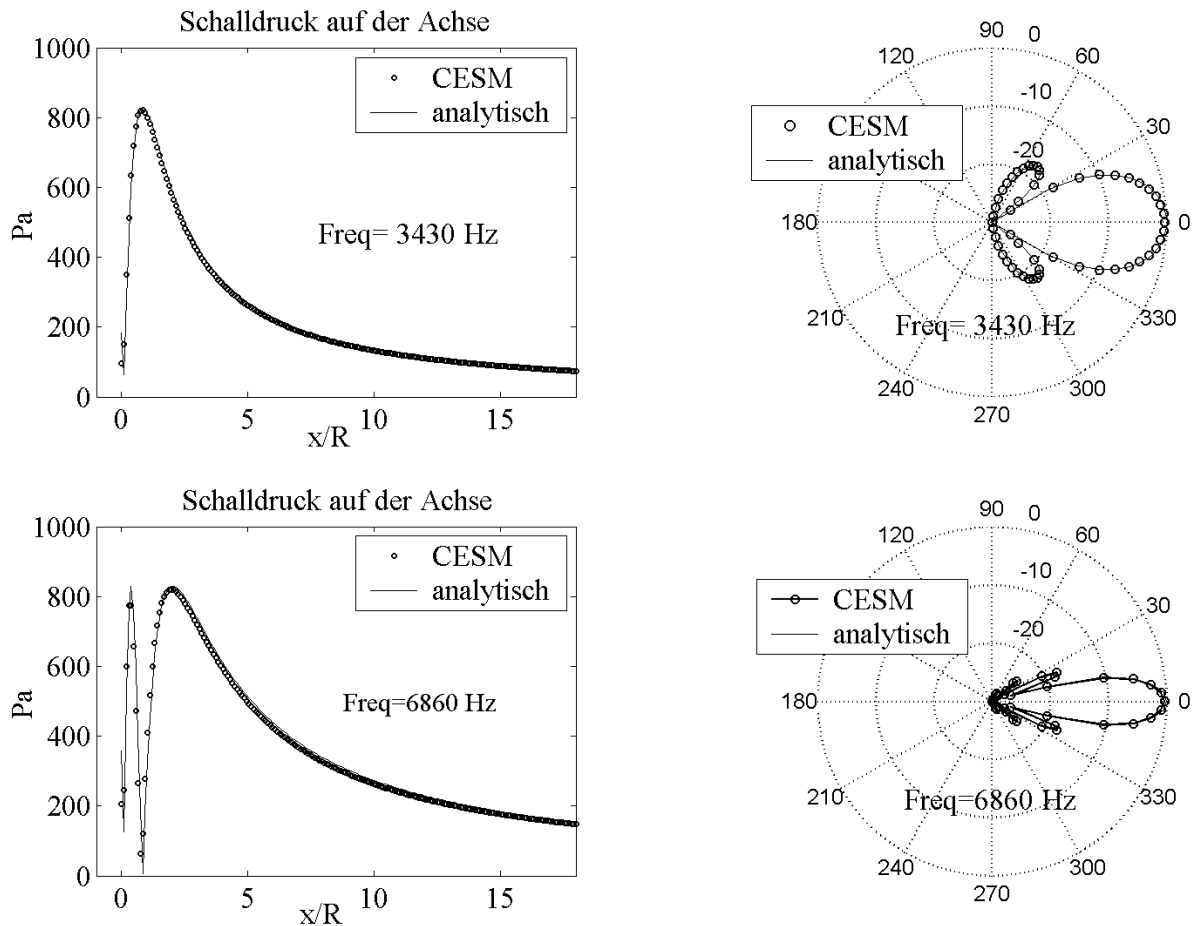 Schalldruck auf der Achse
1000
800
600
400
200
0
Pa
0
5
10
15
x/R
CESM
analytisch
Freq= 3430 Hz
90
0
120
60
-10
-20
30
180
0
210
330
240
300
270
CESM
analytisch
Freq= 3430 Hz
Schalldruck auf der Achse
1000
800
600
400
200
0
Pa
0
5
10
15
x/R
CESM
analytisch
Freq=6860 Hz
90
0
120
60
-10
-20
30
180
0
210
330
240
300
270
CESM
analytisch
Freq=6860 Hz